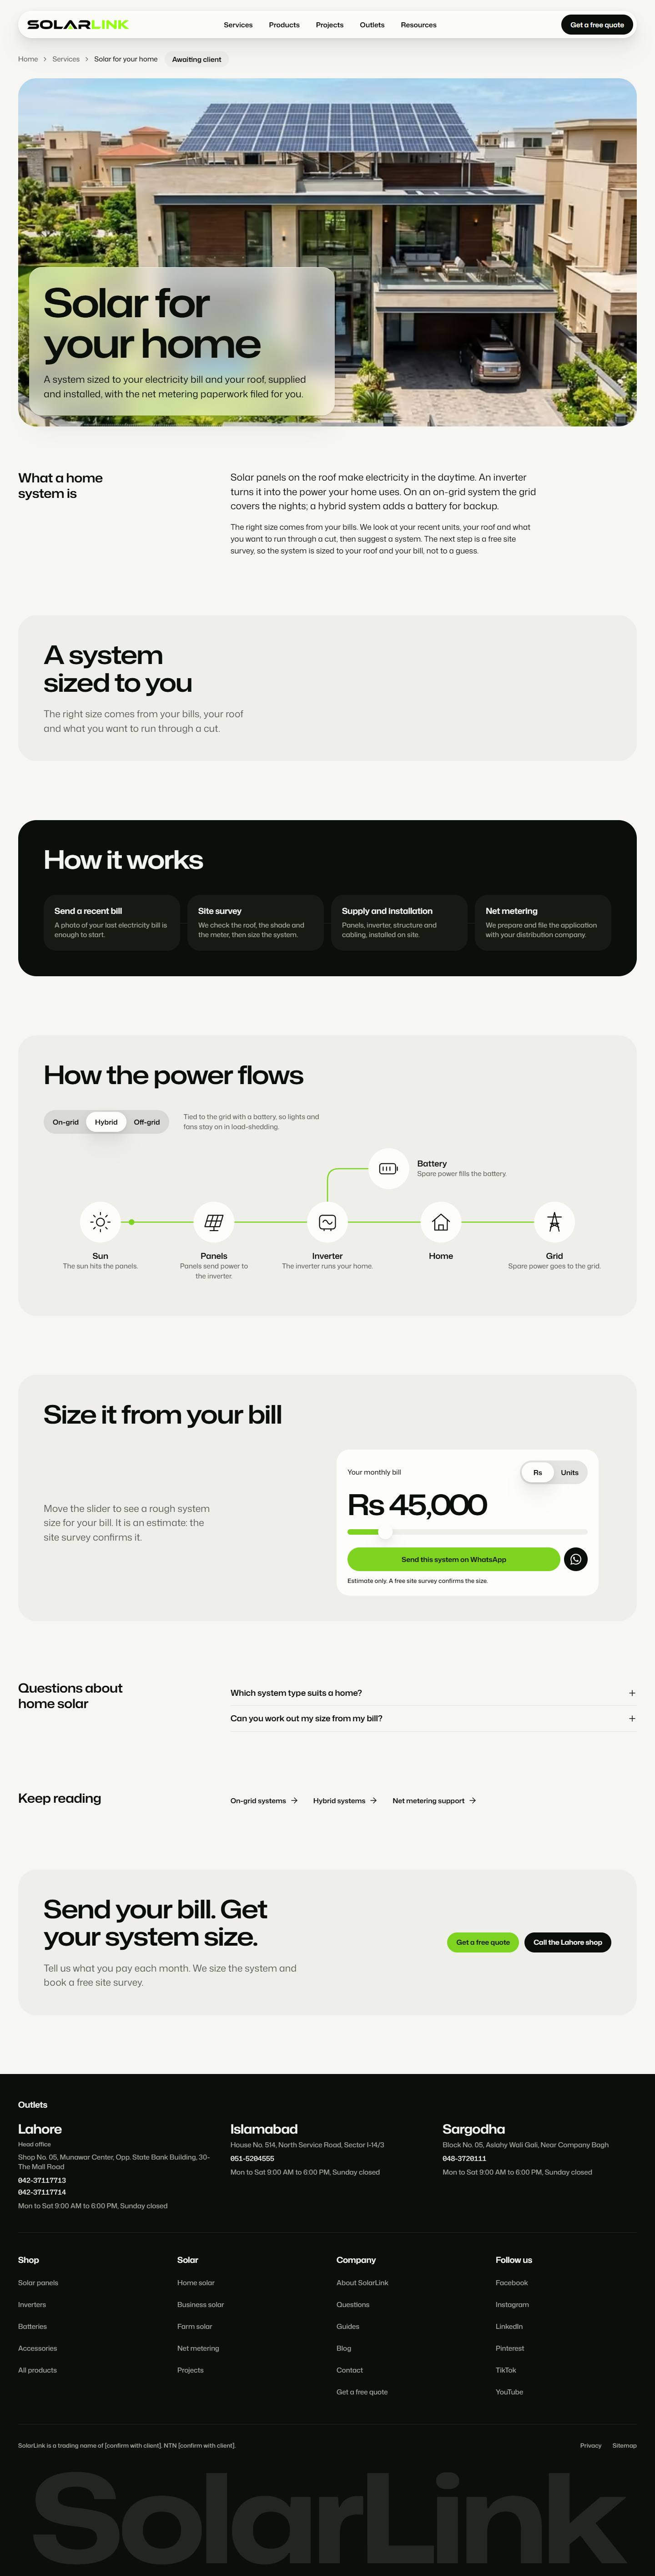 SOLARLINK
Services
Products
Projects
Outlets
Resources
Get a free quote
Home
Services
Solar for your home
Awaiting client
Solar for
your home
A system sized to your electricity bill and your roof, supplied
and installed, with the net metering paperwork filed for you.
What a home
system is
Solar panels on the roof make electricity in the daytime. An inverter
turns it into the power your home uses. On an on-grid system the grid
covers the nights; a hybrid system adds a battery for backup.
The right size comes from your bills. We look at your recent units, your roof and what
you want to run through a cut, then suggest a system. The next step is a free site
survey, so the system is sized to your roof and your bill, not to a guess.
A system
sized to you
The right size comes from your bills, your roof
and what you want to run through a cut.
How it works
Send a recent bill
A photo of your last electricity bill is
enough to start.
Site survey
We check the roof, the shade and
the meter, then size the system.
Supply and installation
Panels, inverter, structure and
cabling, installed on site.
Net metering
We prepare and file the application
with your distribution company.
How the power flows
On-grid
Hybrid
Off-grid
Tied to the grid with a battery, so lights and
fans stay on in load-shedding.
Battery
Spare power fills the battery.
Sun
The sun hits the panels.
Panels
Panels send power to
the inverter.
Inverter
The inverter runs your home.
Home
Grid
Spare power goes to the grid.
Size it from your bill
Move the slider to see a rough system
size for your bill. It is an estimate: the
site survey confirms it.
Your monthly bill
Rs
Units
Rs 45,000
Send this system on WhatsApp
Estimate only. A free site survey confirms the size.
Questions about
home solar
Which system type suits a home?
Can you work out my size from my bill?
Keep reading
On-grid systems
Hybrid systems
Net metering support
Send your bill. Get
your system size.
Tell us what you pay each month. We size the system and
book a free site survey.
Get a free quote
Call the Lahore shop
Outlets
Lahore
Head office
Shop No. 05, Munawar Center, Opp. State Bank Building, 30-
The Mall Road
042-37117713
042-37117714
Mon to Sat 9:00 AM to 6:00 PM, Sunday closed
Islamabad
House No. 514, North Service Road, Sector I-14/3
051-5204555
Mon to Sat 9:00 AM to 6:00 PM, Sunday closed
Sargodha
Block No. 05, Aslahy Wali Gali, Near Company Bagh
048-3720111
Mon to Sat 9:00 AM to 6:00 PM, Sunday closed
Shop
Solar panels
Inverters
Batteries
Accessories
All products
Solar
Home solar
Business solar
Farm solar
Net metering
Projects
Company
About SolarLink
Questions
Guides
Blog
Contact
Get a free quote
Follow us
Facebook
Instagram
LinkedIn
Pinterest
TikTok
YouTube
SolarLink is a trading name of [confirm with client]. NTN [confirm with client].
Privacy
Sitemap
SolarLink